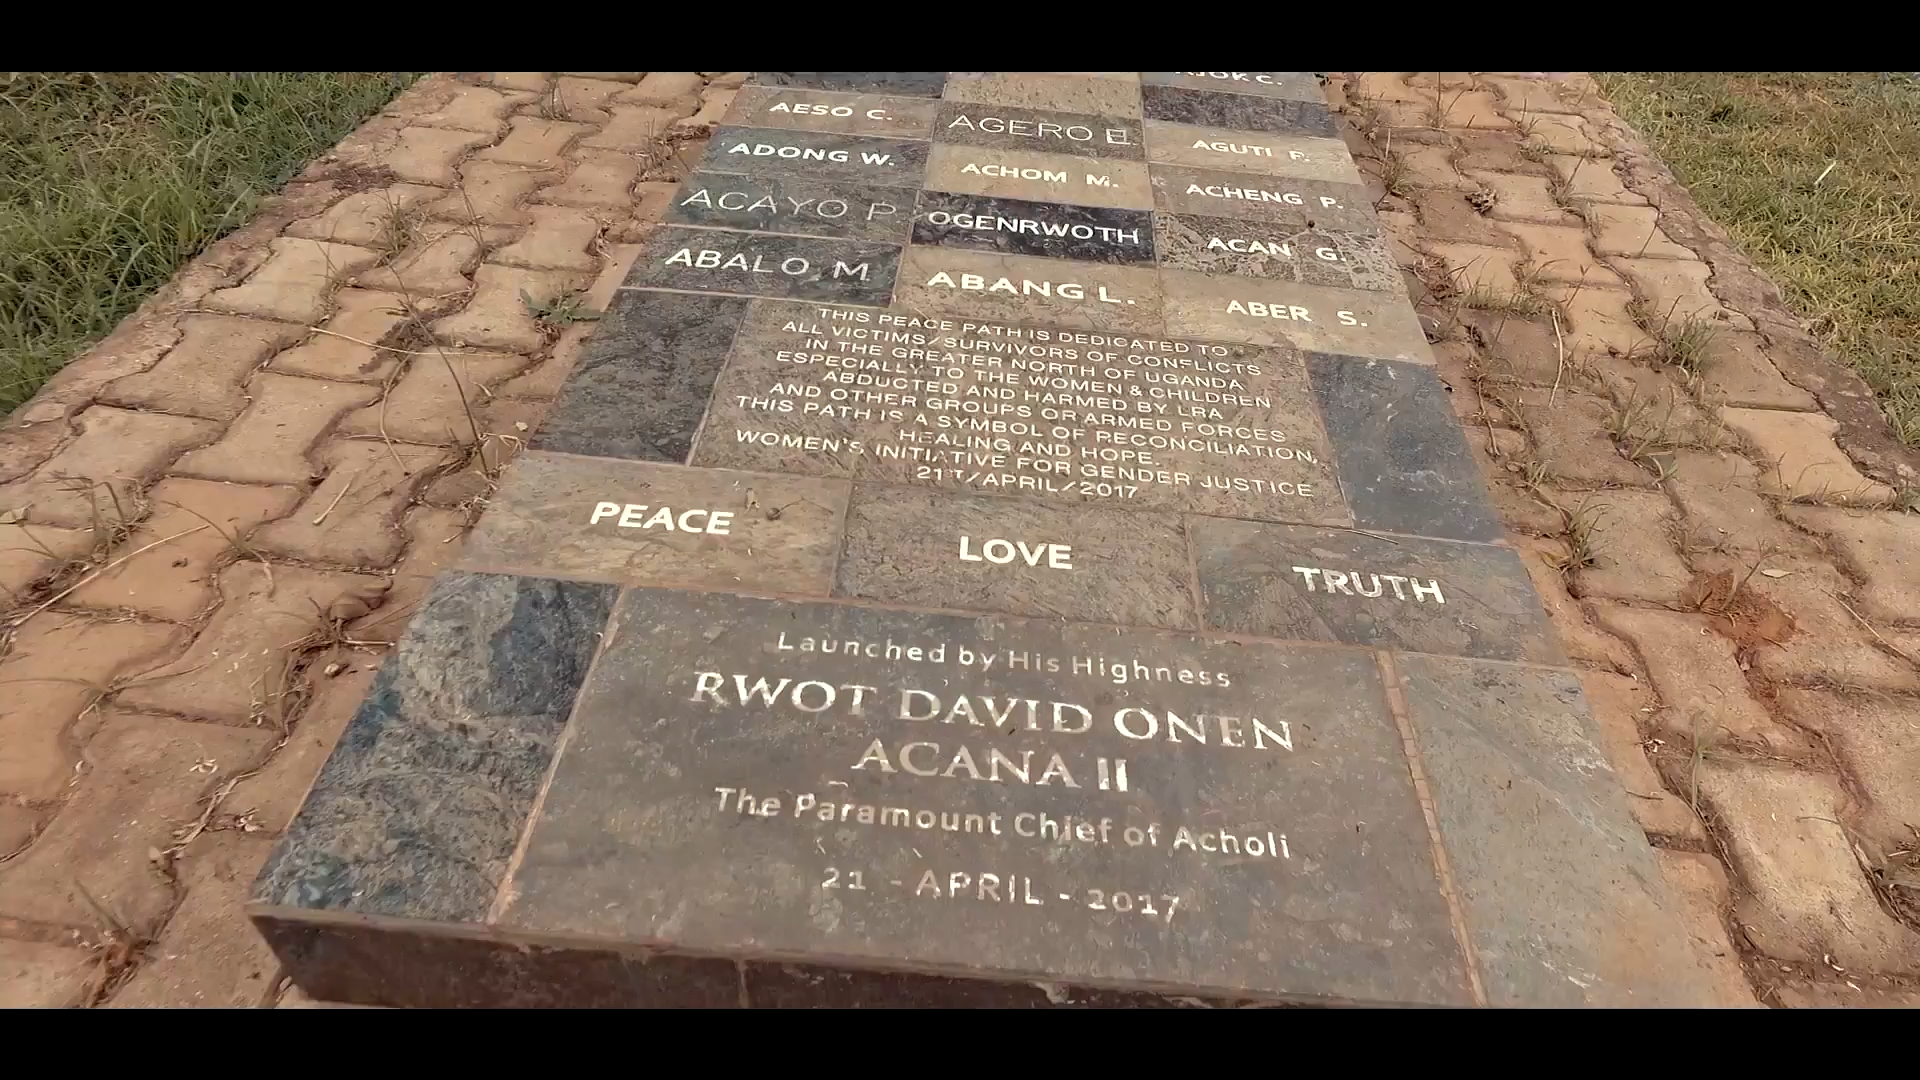 AESO C.
AGERO E.
AGUTI P.
ADONG W.
ACHOM M.
ACHENG P.
ACAYO P
OGENRWOTH
ACAN G.
ABALO M
ABANG L.
ABER S.
THIS PEACE PATH IS DEDICATED TO
ALL VICTIMS/SURVIVORS OF CONFLICTS
IN THE GREATER NORTH OF UGANDA
ESPECIALLY TO THE WOMEN & CHILDREN
ABDUCTED AND HARMED BY LRA
AND OTHER GROUPS OR ARMED FORCES
THIS PATH IS A SYMBOL OF RECONCILIATION,
HEALING AND HOPE.
WOMEN'S INITIATIVE FOR GENDER JUSTICE
21ST/APRIL/2017
PEACE
LOVE
TRUTH
Launched by His Highness
RWOT DAVID ONEN
ACANA II
The Paramount Chief of Acholi
21 - APRIL - 2017